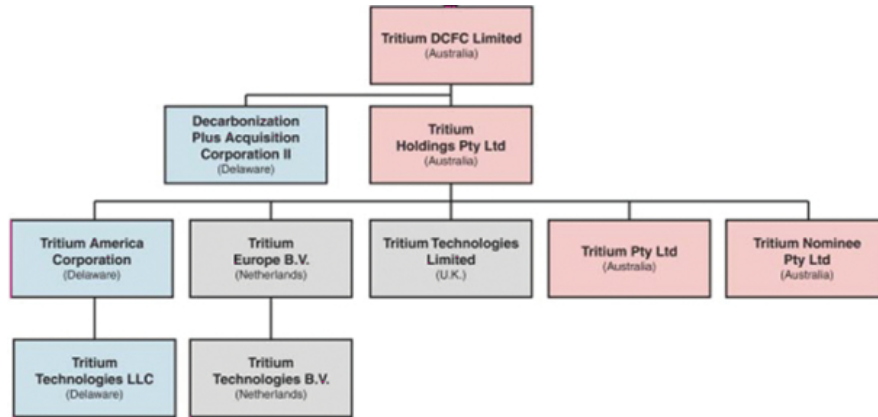 Tritium DCFC Limited
(Australia)
Decarbonization
Plus Acquisition
Corporation II
(Delaware)
Tritium
Holdings Pty Ltd
(Australia)
Tritium America
Corporation
(Delaware)
Tritium
Europe B.V.
(Netherlands)
Tritium Technologies
Limited
(U.K.)
Tritium Pty Ltd
(Australia)
Tritium Nominee
Pty Ltd
(Australia)
Tritium
Technologies LLC
(Delaware)
Tritium
Technologies B.V.
(Netherlands)